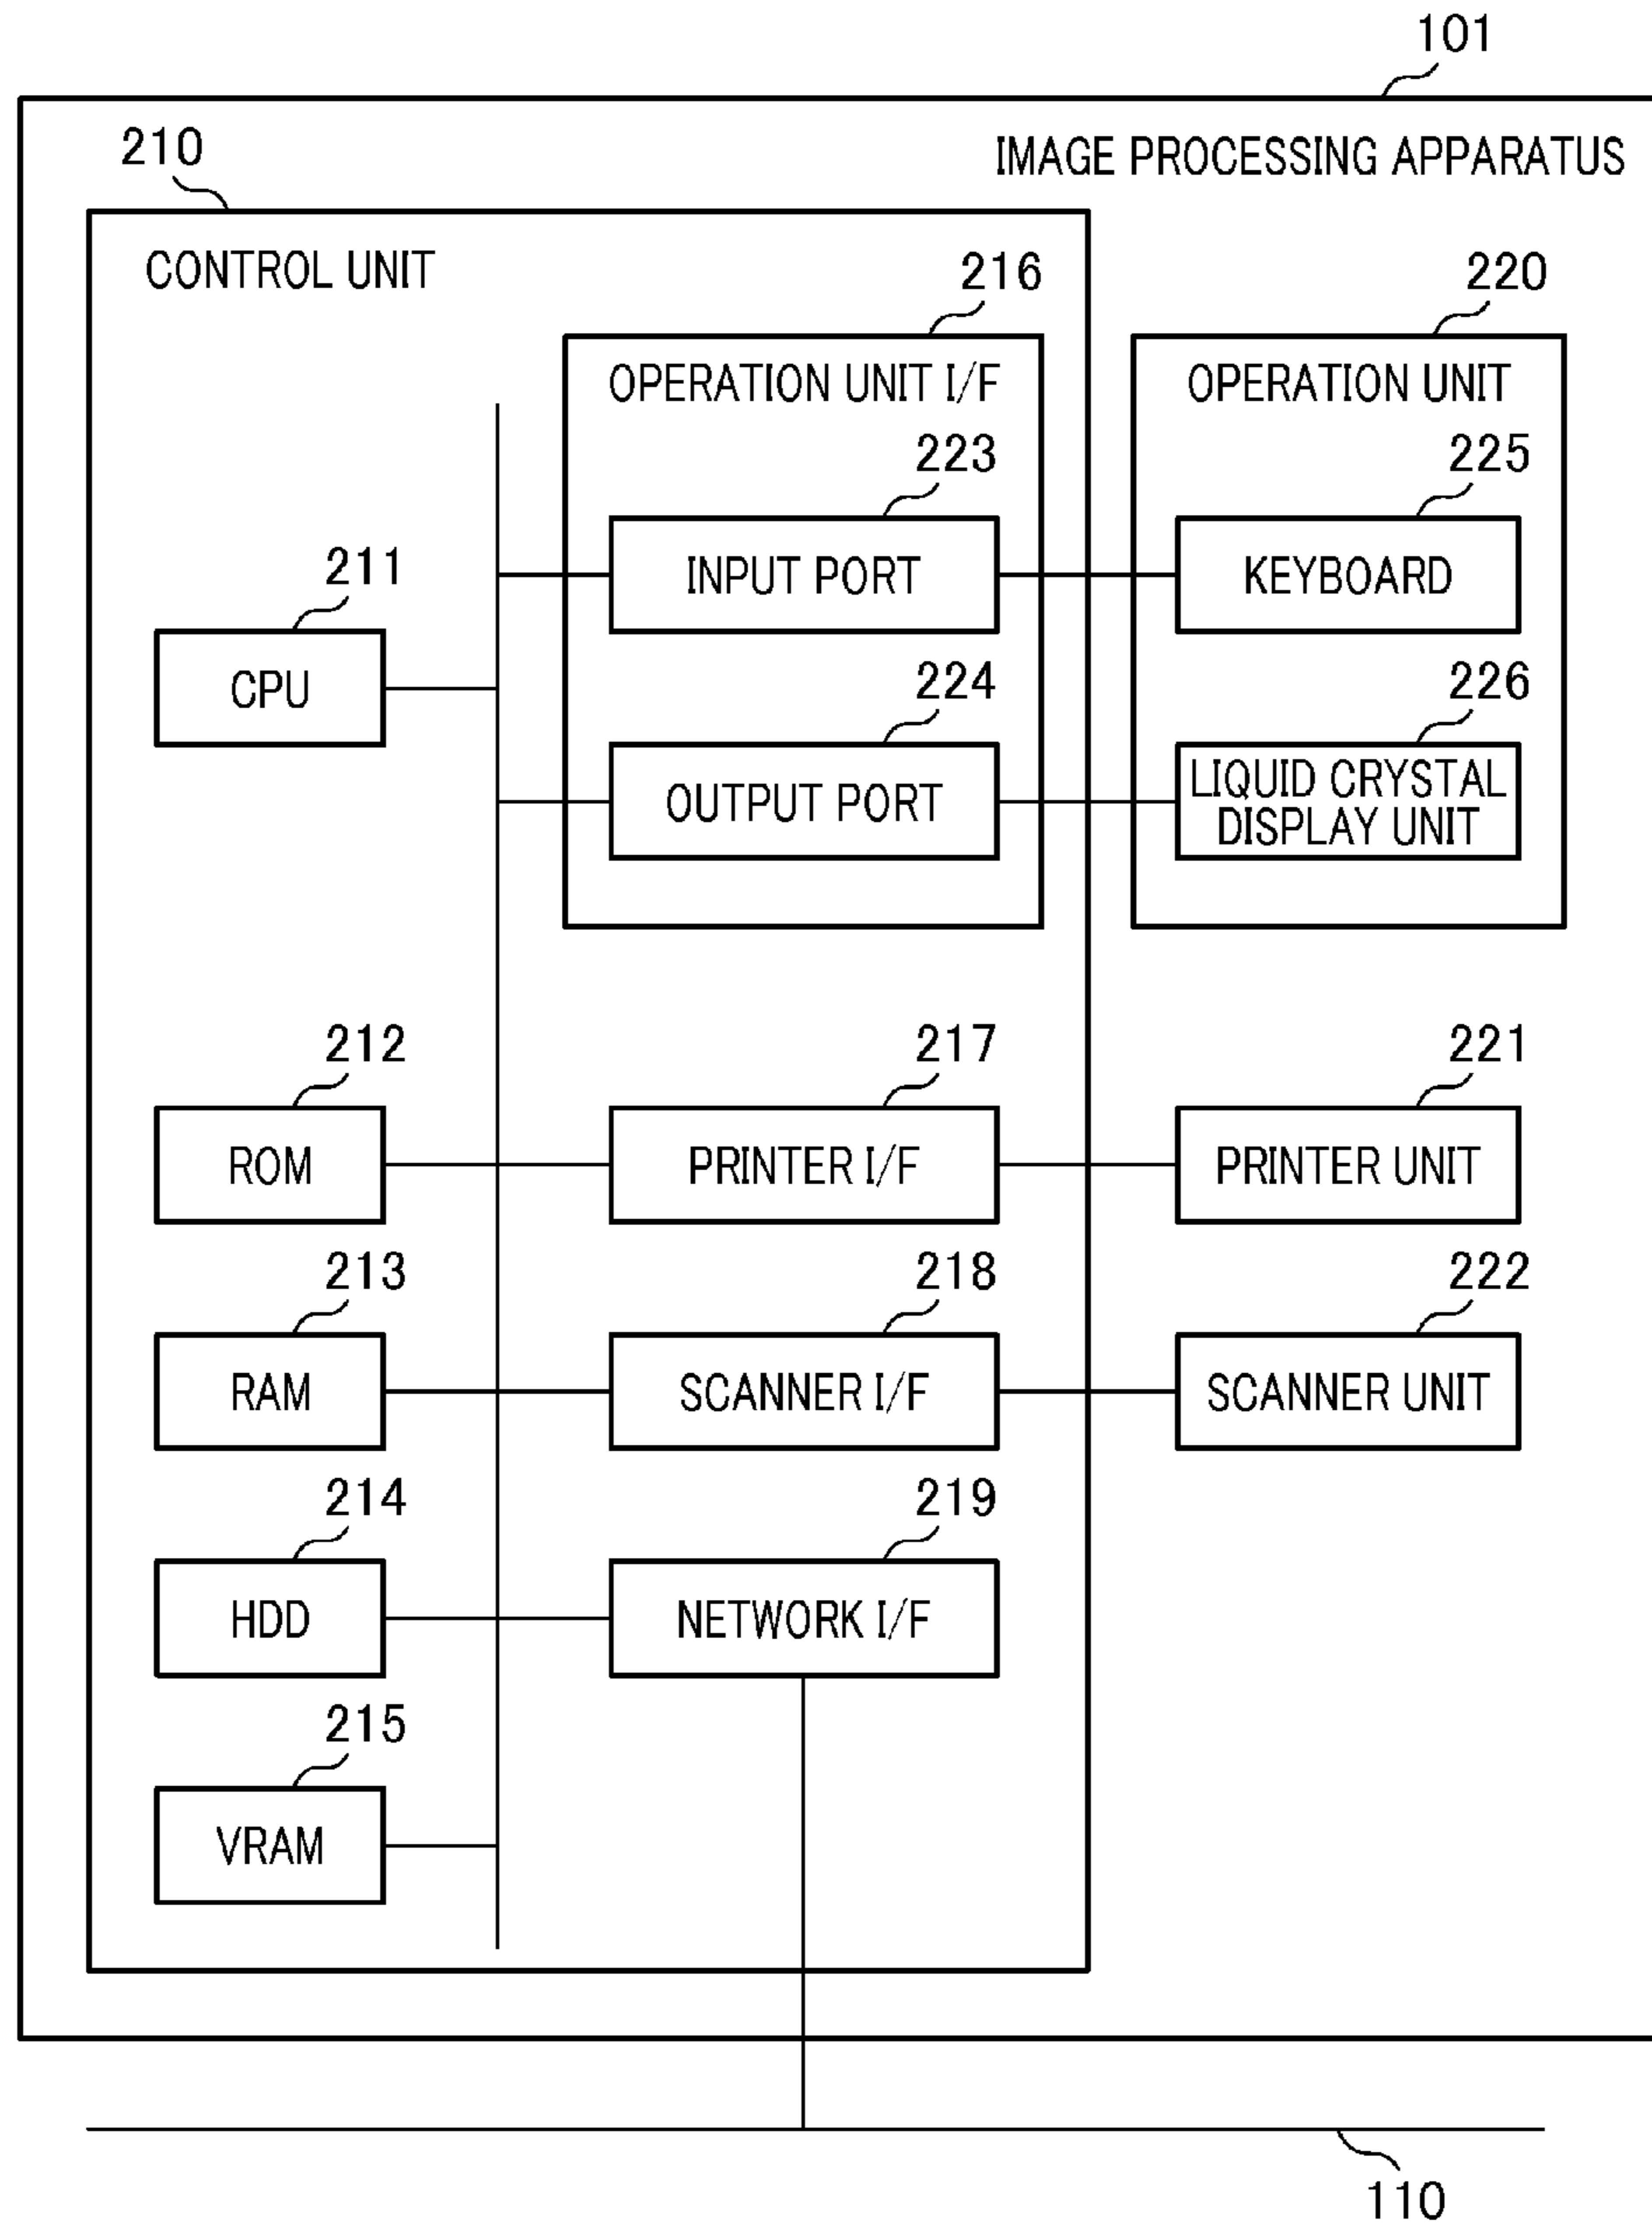 101
IMAGE PROCESSING APPARATUS
210
CONTROL UNIT
216
220
OPERATION UNIT I/F
OPERATION UNIT
223
225
INPUT PORT
KEYBOARD
211
CPU
224
226
OUTPUT PORT
LIQUID CRYSTAL
DISPLAY UNIT
212
217
221
ROM
PRINTER I/F
PRINTER UNIT
213
218
222
RAM
SCANNER I/F
SCANNER UNIT
214
219
HDD
NETWORK I/F
215
VRAM
110